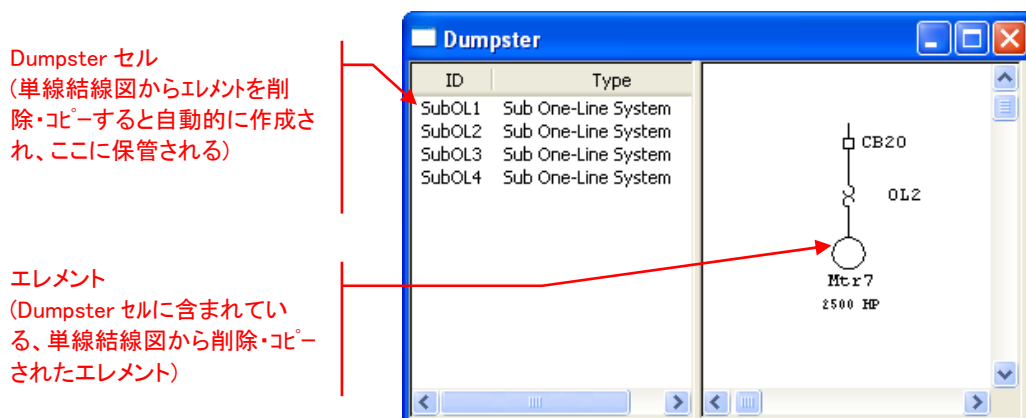 Dumpster セル
(単線結線図からエレメントを削
除・コピーすると自動的に作成さ
れ、ここに保管される)
エレメント
(Dumpster セルに含まれてい
る、単線結線図から削除・コピー
されたエレメント)
Dumpster
ID Type
SubOL1 Sub One-Line System
SubOL2 Sub One-Line System
SubOL3 Sub One-Line System
SubOL4 Sub One-Line System
CB20
OL2
Mtr7
2500 HP